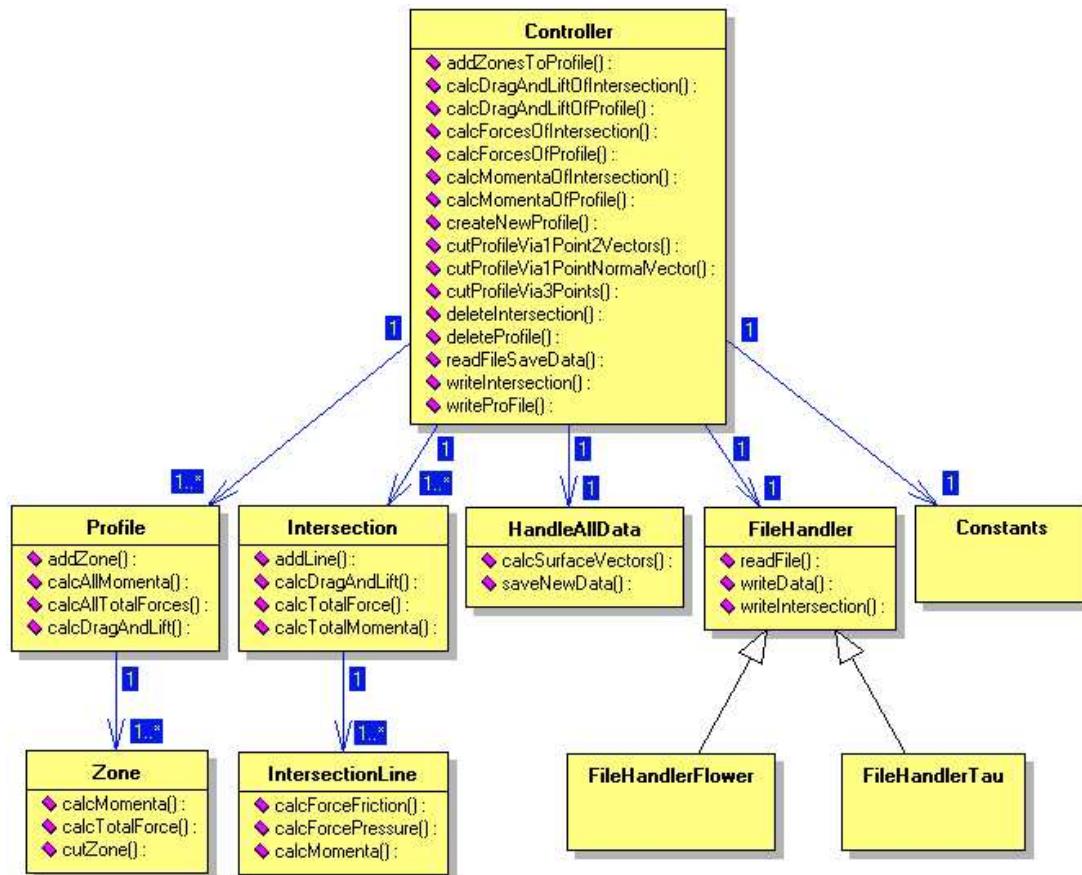 Controller
addZonesToProfile() :
calcDragAndLiftOfIntersection() :
calcDragAndLiftOfProfile() :
calcForcesOfIntersection() :
calcForcesOfProfile() :
calcMomentaOfIntersection() :
calcMomentaOfProfile() :
createNewProfile() :
cutProfileVia1Point2Vectors() :
cutProfileVia1PointNormalVector() :
cutProfileVia3Points() :
deleteIntersection() :
deleteProfile() :
readFileSaveData() :
writeIntersection() :
writeProFile() :
1
1
1
1
1
1..*
1..*
1
1
1
Profile
addZone() :
calcAllMomenta() :
calcAllTotalForces() :
calcDragAndLift() :
Intersection
addLine() :
calcDragAndLift() :
calcTotalForce() :
calcTotalMomenta() :
HandleAllData
calcSurfaceVectors() :
saveNewData() :
FileHandler
readFile() :
writeData() :
writeIntersection() :
Constants
1
1
1..*
1..*
Zone
calcMomenta() :
calcTotalForce() :
cutZone() :
IntersectionLine
calcForceFriction() :
calcForcePressure() :
calcMomenta() :
FileHandlerFlower
FileHandlerTau